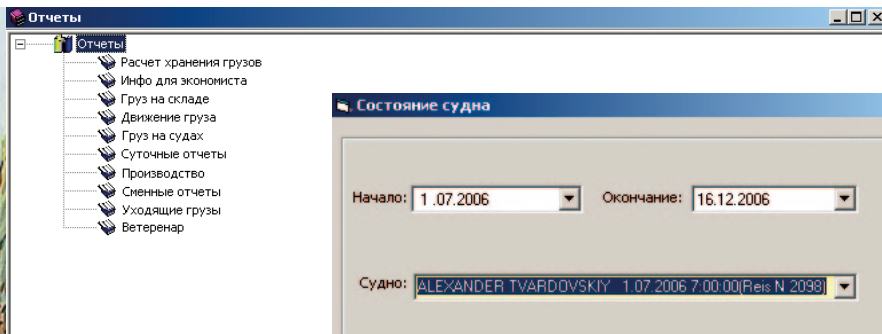 Отчеты
Отчеты
Расчет хранения грузов
Инфо для экономиста
Груз на складе
Движение груза
Груз на судах
Суточные отчеты
Производство
Сменные отчеты
Уходящие грузы
Ветеренар
Состояние судна
Начало: 1 .07.2006 Окончание: 16.12.2006
Судно: ALEXANDER TVARDOVSKIY 1.07.2006 7:00:00(Reis N 2098)